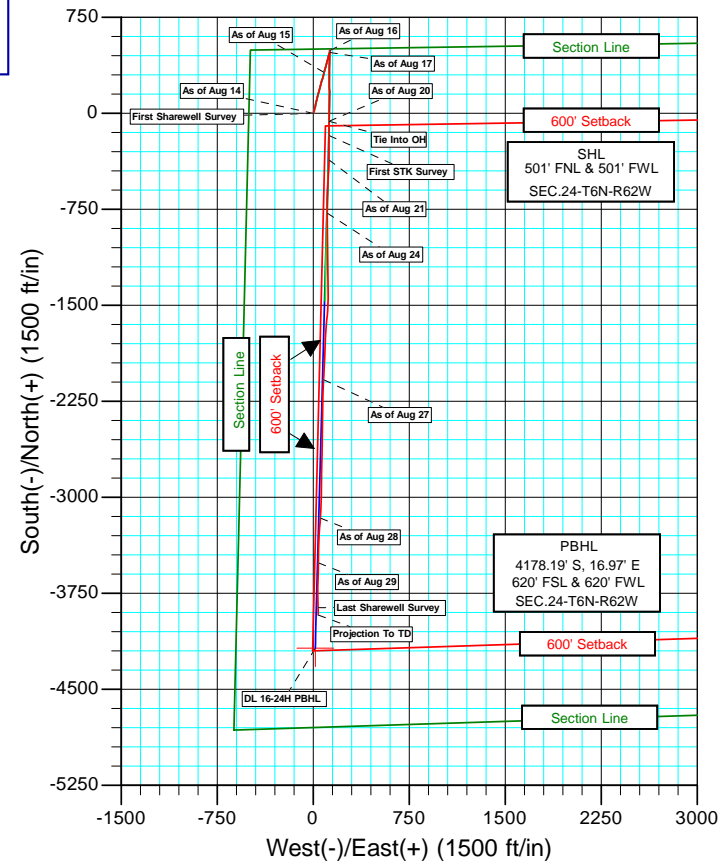 750
As of Aug 15
As of Aug 16
Section Line
As of Aug 17
As of Aug 14
As of Aug 20
0
First Sharewell Survey
600' Setback
Tie Into OH
SHL
501' FNL & 501' FWL
SEC.24-T6N-R62W
First STK Survey
-750
As of Aug 21
As of Aug 24
-1500
South(-)/North(+) (1500 ft/in)
Section Line
600' Setback
-2250
As of Aug 27
-3000
As of Aug 28
PBHL
4178.19' S, 16.97' E
620' FSL & 620' FWL
SEC.24-T6N-R62W
-3750
As of Aug 29
Last Sharewell Survey
Projection To TD
600' Setback
-4500
DL 16-24H PBHL
Section Line
-5250
-1500
-750
0
750
1500
2250
3000
West(-)/East(+) (1500 ft/in)